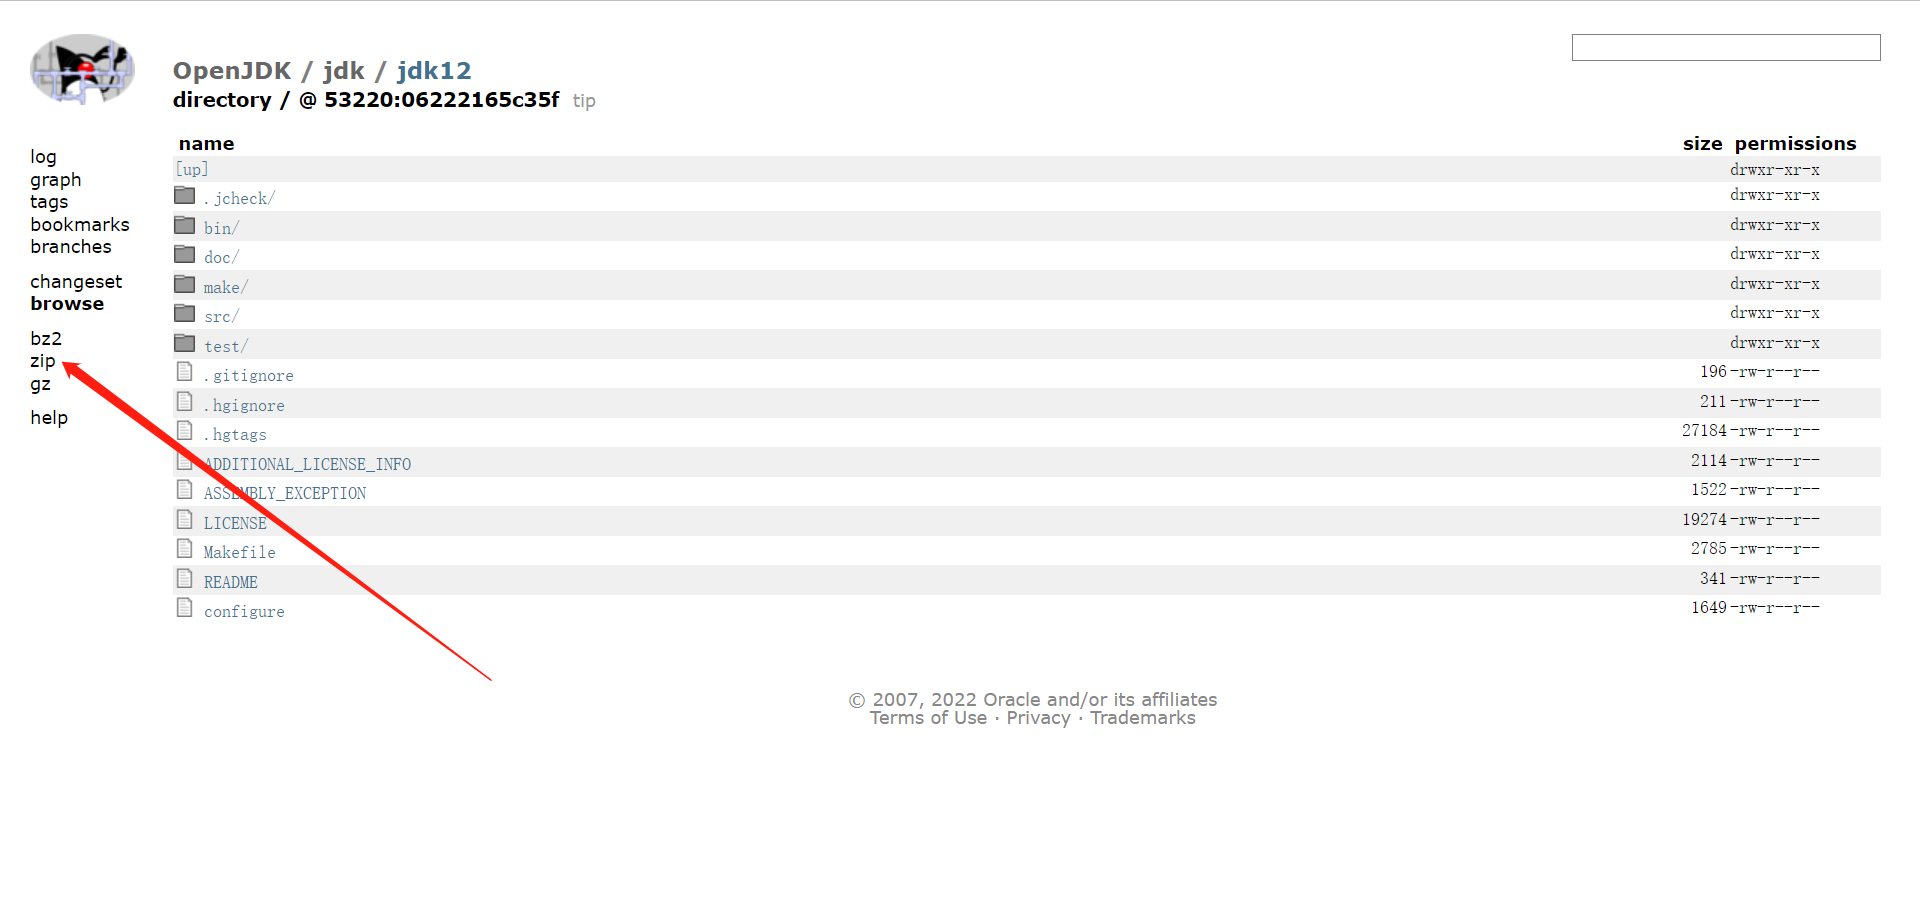 OpenJDK / jdk / jdk12
directory / @ 53220:06222165c35f tip
log
graph
tags
bookmarks
branches
changeset
browse
bz2
zip
gz
help
name size permissions
[up] drwxr-xr-x
.jcheck/ drwxr-xr-x
bin/ drwxr-xr-x
doc/ drwxr-xr-x
make/ drwxr-xr-x
src/ drwxr-xr-x
test/ drwxr-xr-x
.gitignore 196 -rw-r--r--
.hgignore 211 -rw-r--r--
.hgtags 27184 -rw-r--r--
ADDITIONAL_LICENSE_INFO 2114 -rw-r--r--
ASSEMBLY_EXCEPTION 1522 -rw-r--r--
LICENSE 19274 -rw-r--r--
Makefile 2785 -rw-r--r--
README 341 -rw-r--r--
configure 1649 -rw-r--r--
© 2007, 2022 Oracle and/or its affiliates
Terms of Use · Privacy · Trademarks